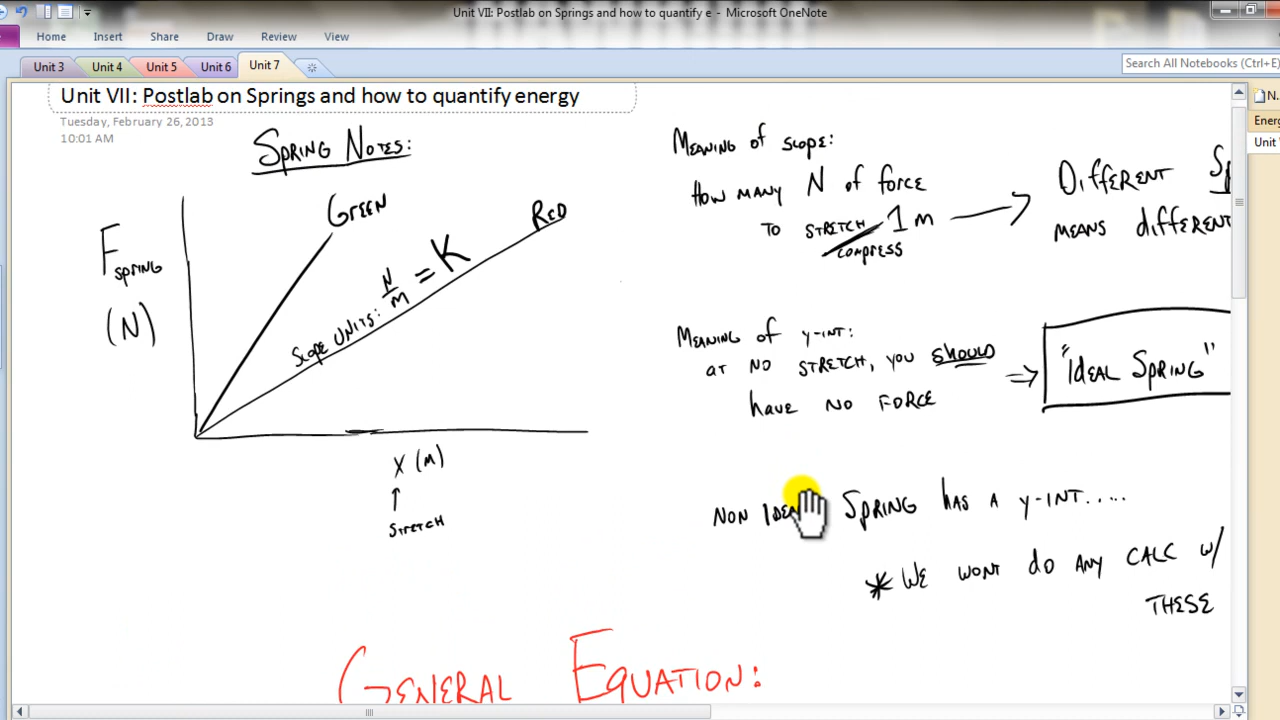 Unit VII: Postlab on Springs and how to quantify e - Microsoft OneNote
Home Insert Share Draw Review View
Unit 3 Unit 4 Unit 5 Unit 6 Unit 7
Search All Notebooks (Ctrl+E)
Unit VII: Postlab on Springs and how to quantify energy
Tuesday, February 26, 2013
10:01 AM
N.
Energ
Unit
SPRING NOTES:
F SPRING
(N)
GREEN
RED
SLOPE UNITS: N/M = K
X (M)
↑
STRETCH
MEANING OF SLOPE:
HOW MANY N of force
TO STRETCH/COMPRESS 1 m → DIFFERENT Sp
MEANS different
MEANING of y-INT:
at NO STRETCH, you should
have NO FORCE ⇒ "IDEAL SPRING"
NON IDEA SPRING has A y-INT.....
* WE WONT do ANY CALC w/
THESE
GENERAL EQUATION: